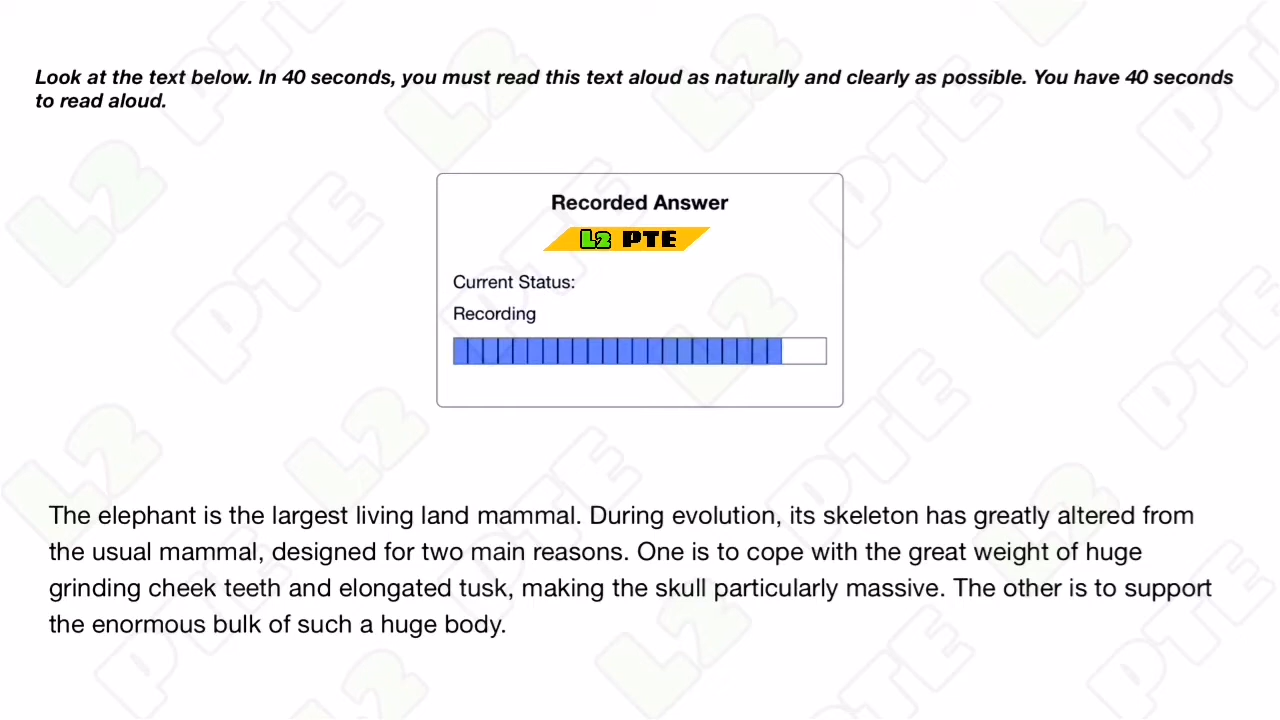 Look at the text below. In 40 seconds, you must read this text aloud as naturally and clearly as possible. You have 40 seconds
to read aloud.
Recorded Answer
L2 PTE
Current Status:
Recording
The elephant is the largest living land mammal. During evolution, its skeleton has greatly altered from
the usual mammal, designed for two main reasons. One is to cope with the great weight of huge
grinding cheek teeth and elongated tusk, making the skull particularly massive. The other is to support
the enormous bulk of such a huge body.